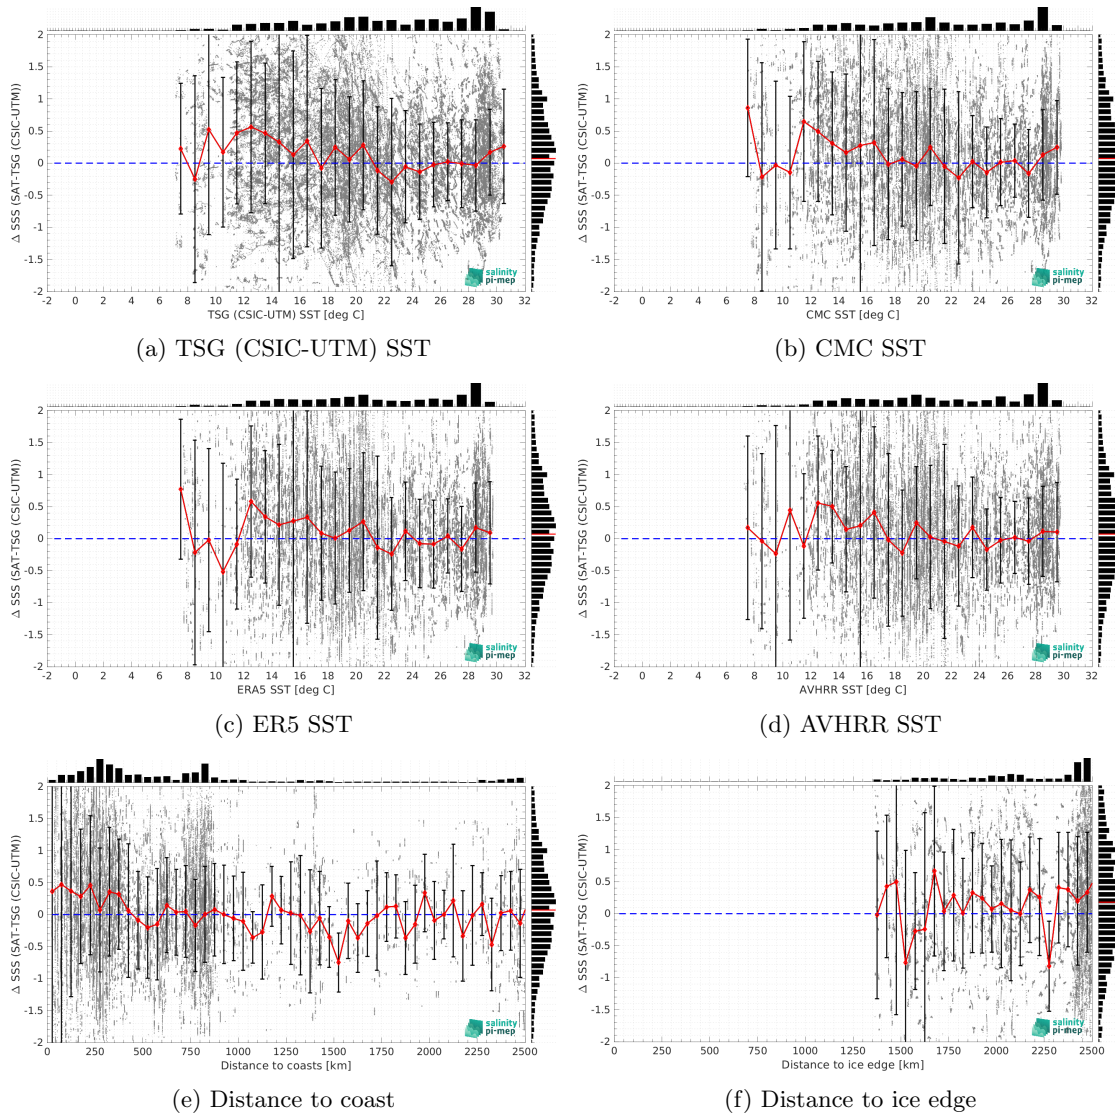 2
1.5
1
0.5
0
-0.5
-1
-1.5
-2
Δ SSS (SAT-TSG (CSIC-UTM))
-2 0 2 4 6 8 10 12 14 16 18 20 22 24 26 28 30 32
TSG (CSIC-UTM) SST [deg C]
salinity
pi-mep
(a) TSG (CSIC-UTM) SST
2
1.5
1
0.5
0
-0.5
-1
-1.5
-2
Δ SSS (SAT-TSG (CSIC-UTM))
-2 0 2 4 6 8 10 12 14 16 18 20 22 24 26 28 30 32
CMC SST [deg C]
salinity
pi-mep
(b) CMC SST
2
1.5
1
0.5
0
-0.5
-1
-1.5
-2
Δ SSS (SAT-TSG (CSIC-UTM))
-2 0 2 4 6 8 10 12 14 16 18 20 22 24 26 28 30 32
ERA5 SST [deg C]
salinity
pi-mep
(c) ER5 SST
2
1.5
1
0.5
0
-0.5
-1
-1.5
-2
Δ SSS (SAT-TSG (CSIC-UTM))
-2 0 2 4 6 8 10 12 14 16 18 20 22 24 26 28 30 32
AVHRR SST [deg C]
salinity
pi-mep
(d) AVHRR SST
2
1.5
1
0.5
0
-0.5
-1
-1.5
-2
Δ SSS (SAT-TSG (CSIC-UTM))
0 250 500 750 1000 1250 1500 1750 2000 2250 2500
Distance to coasts [km]
salinity
pi-mep
(e) Distance to coast
2
1.5
1
0.5
0
-0.5
-1
-1.5
-2
Δ SSS (SAT-TSG (CSIC-UTM))
0 250 500 750 1000 1250 1500 1750 2000 2250 2500
Distance to ice edge [km]
salinity
pi-mep
(f) Distance to ice edge